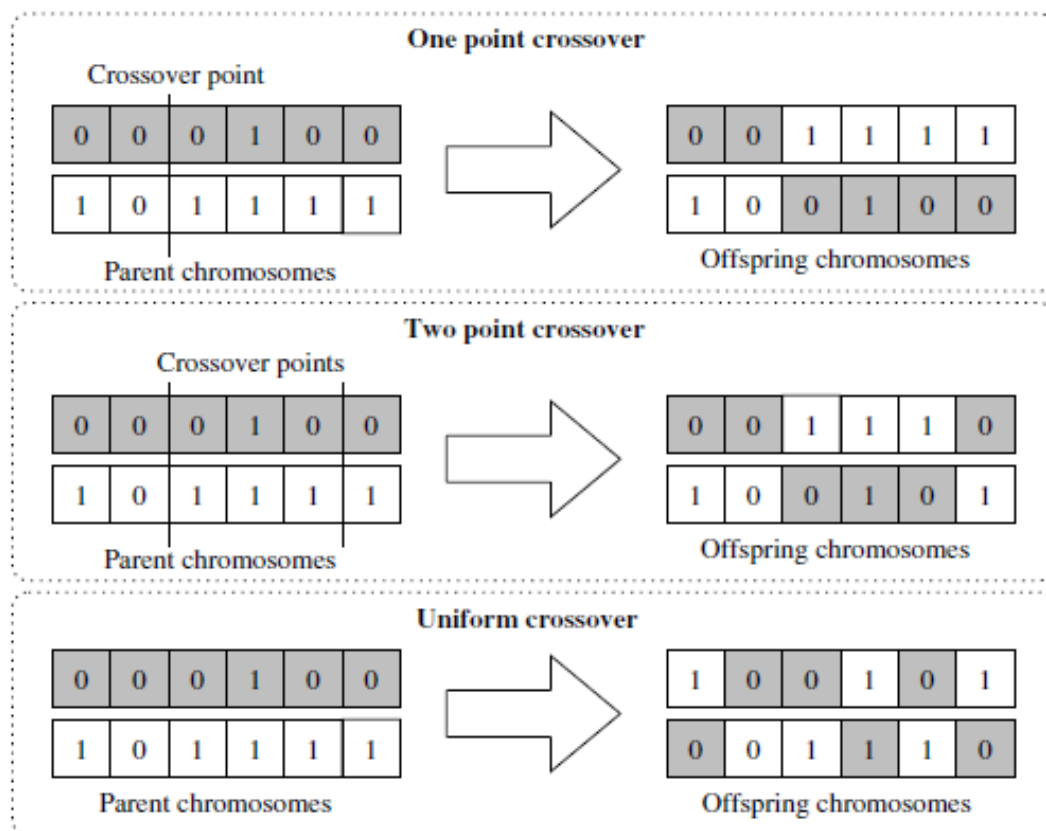 One point crossover
Crossover point
0 0 0 1 0 0
1 0 1 1 1 1
Parent chromosomes
0 0 1 1 1 1
1 0 0 1 0 0
Offspring chromosomes
Two point crossover
Crossover points
0 0 0 1 0 0
1 0 1 1 1 1
Parent chromosomes
0 0 1 1 1 0
1 0 0 1 0 1
Offspring chromosomes
Uniform crossover
0 0 0 1 0 0
1 0 1 1 1 1
Parent chromosomes
1 0 0 1 0 1
0 0 1 1 1 0
Offspring chromosomes